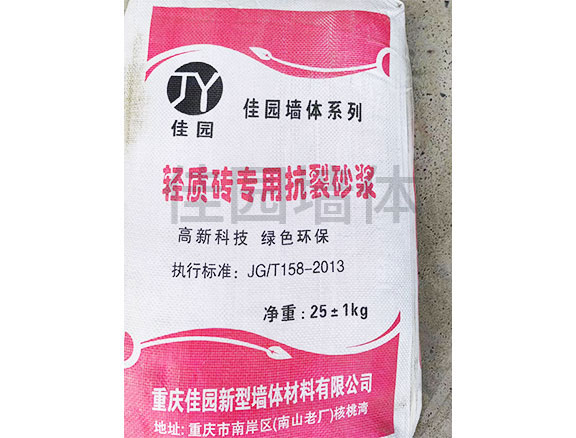 JY
佳园
佳园墙体系列
轻质砖专用抗裂砂浆
佳园墙体
高新科技 绿色环保
执行标准：JG/T158-2013
净重：25±1kg
重庆佳园新型墙体材料有限公司
地址：重庆市南岸区(南山老厂)核桃湾